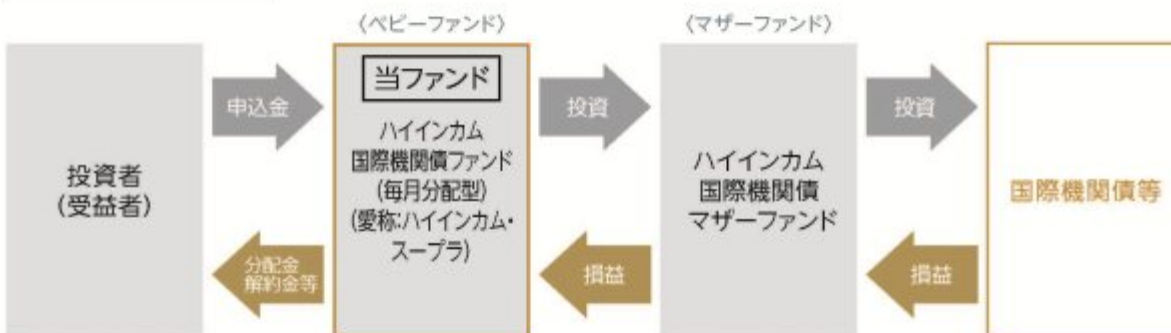 〈ベビーファンド〉
〈マザーファンド〉
投資者
(受益者)
申込金
分配金
解約金等
当ファンド
ハイインカム
国際機関債ファンド
(毎月分配型)
(愛称:ハイインカム・
スープラ)
投資
損益
ハイインカム
国際機関債
マザーファンド
投資
損益
国際機関債等